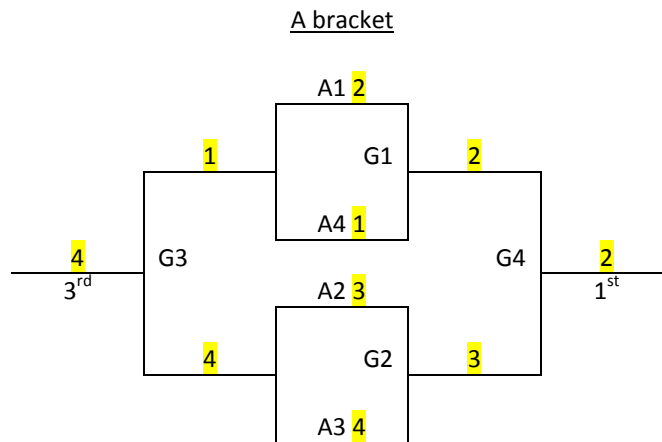 A bracket
A1 2
1 G1 2
A4 1
4 G3 G4 2
3rd A2 3 1st
4 G2 3
A3 4